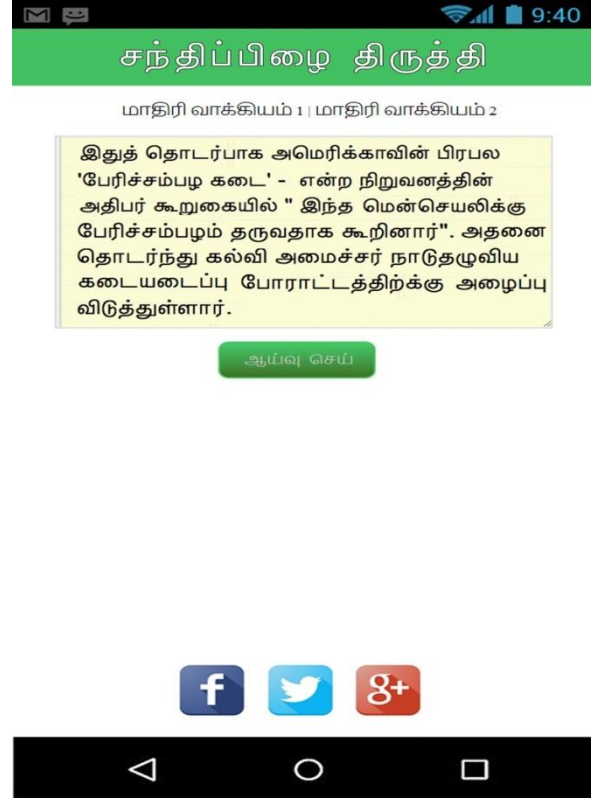 9:40
சந்திப்பிழை திருத்தி
மாதிரி வாக்கியம் 1 | மாதிரி வாக்கியம் 2
இதுத் தொடர்பாக அமெரிக்காவின் பிரபல
'பேரிச்சம்பழ கடை' - என்ற நிறுவனத்தின்
அதிபர் கூறுகையில் " இந்த மென்செயலிக்கு
பேரிச்சம்பழம் தருவதாக கூறினார்". அதனை
தொடர்ந்து கல்வி அமைச்சர் நாடுதழுவிய
கடையடைப்பு போராட்டத்திற்க்கு அழைப்பு
விடுத்துள்ளார்.
ஆய்வு செய்
f g+